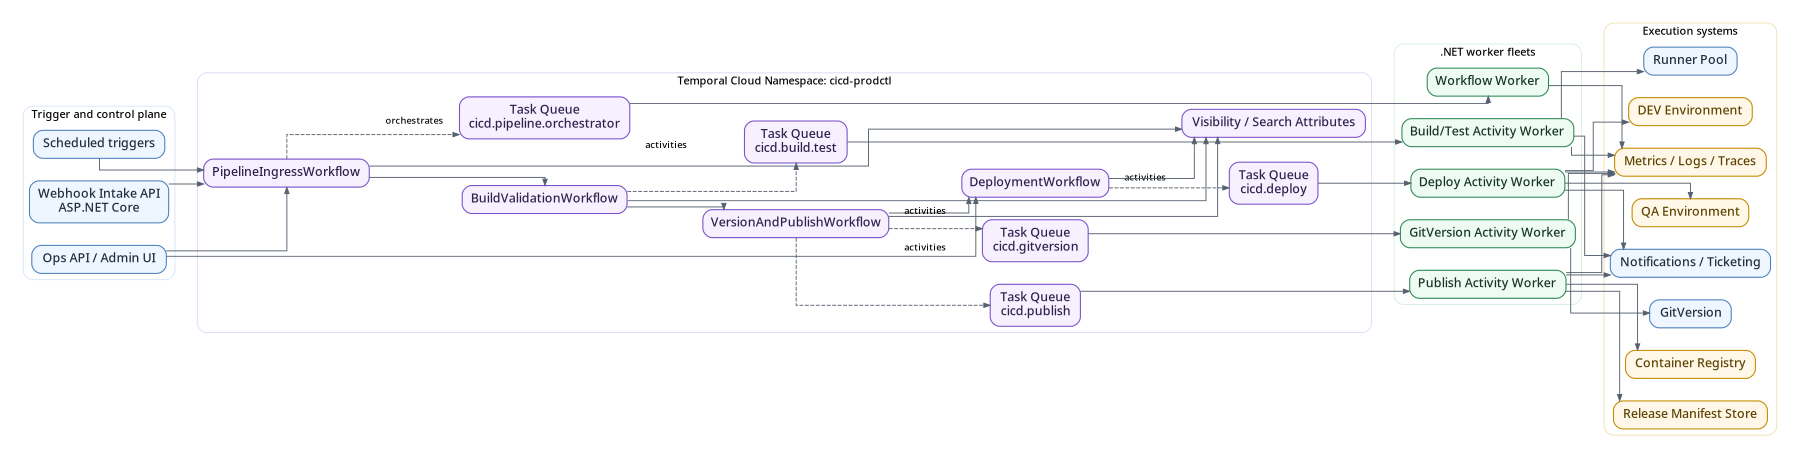 Trigger and control plane
Scheduled triggers
Webhook Intake API
ASP.NET Core
Ops API / Admin UI
Temporal Cloud Namespace: cicd-prodctl
PipelineIngressWorkflow
orchestrates
Task Queue
cicd.pipeline.orchestrator
BuildValidationWorkflow
activities
Task Queue
cicd.build.test
VersionAndPublishWorkflow
activities
activities
DeploymentWorkflow
Task Queue
cicd.gitversion
Task Queue
cicd.publish
activities
Visibility / Search Attributes
Task Queue
cicd.deploy
.NET worker fleets
Workflow Worker
Build/Test Activity Worker
Deploy Activity Worker
GitVersion Activity Worker
Publish Activity Worker
Execution systems
Runner Pool
DEV Environment
Metrics / Logs / Traces
QA Environment
Notifications / Ticketing
GitVersion
Container Registry
Release Manifest Store